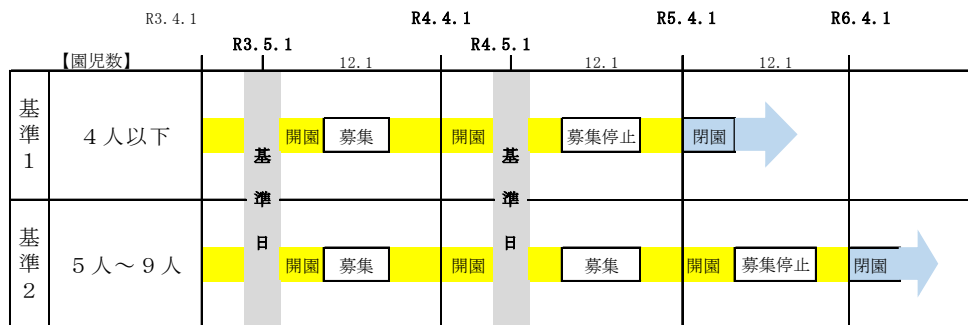 R3.4.1 R4.4.1 R5.4.1 R6.4.1
R3.5.1 R4.5.1
【園児数】 12.1 12.1 12.1
基準1 4人以下 開園 募集 開園 募集停止 閉園
基準日 基準日
基準2 5人～9人 開園 募集 開園 募集 開園 募集停止 閉園